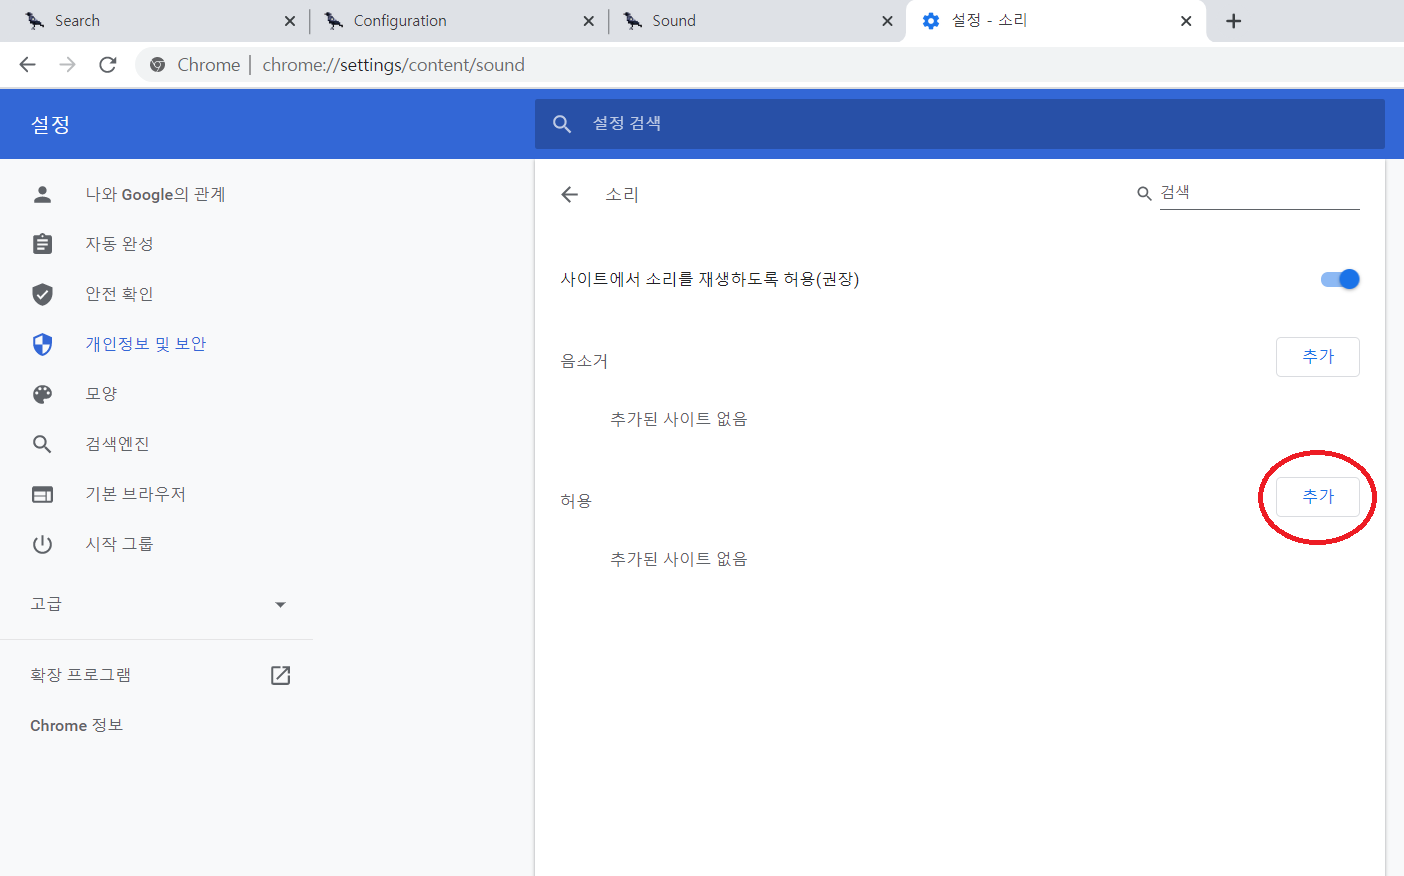 Search
Configuration
Sound
설정 - 소리
Chrome | chrome://settings/content/sound
설정
설정 검색
나와 Google의 관계
자동 완성
안전 확인
개인정보 및 보안
모양
검색엔진
기본 브라우저
시작 그룹
고급
확장 프로그램
Chrome 정보
소리
검색
사이트에서 소리를 재생하도록 허용(권장)
음소거
추가
추가된 사이트 없음
허용
추가
추가된 사이트 없음